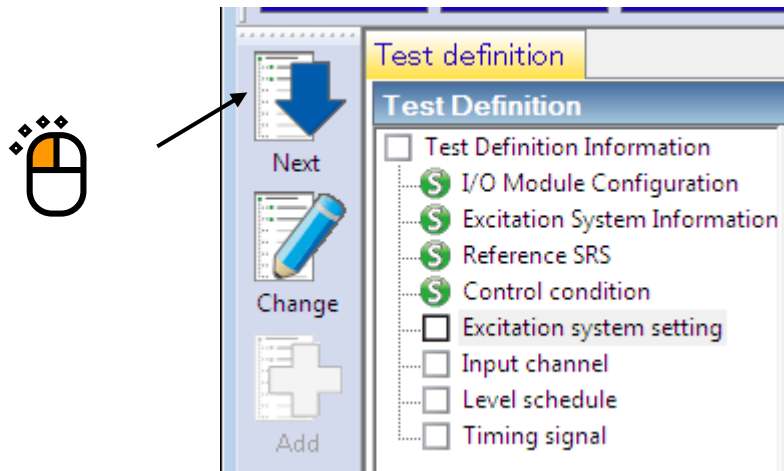 Test definition
Test Definition
Next
Test Definition Information
S I/O Module Configuration
S Excitation System Information
S Reference SRS
S Control condition
Change
Excitation system setting
Input channel
Level schedule
Add
Timing signal